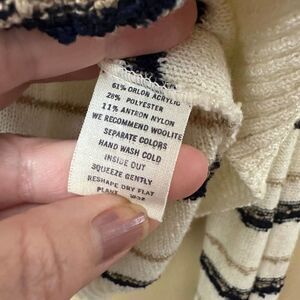 61% ORLON ACRYLIC
28% POLYESTER
11% ANTRON NYLON
WE RECOMMEND WOOLITE
SEPARATE COLORS
HAND WASH COLD
INSIDE OUT
SQUEEZE GENTLY
RESHAPE DRY FLAT
PLANT